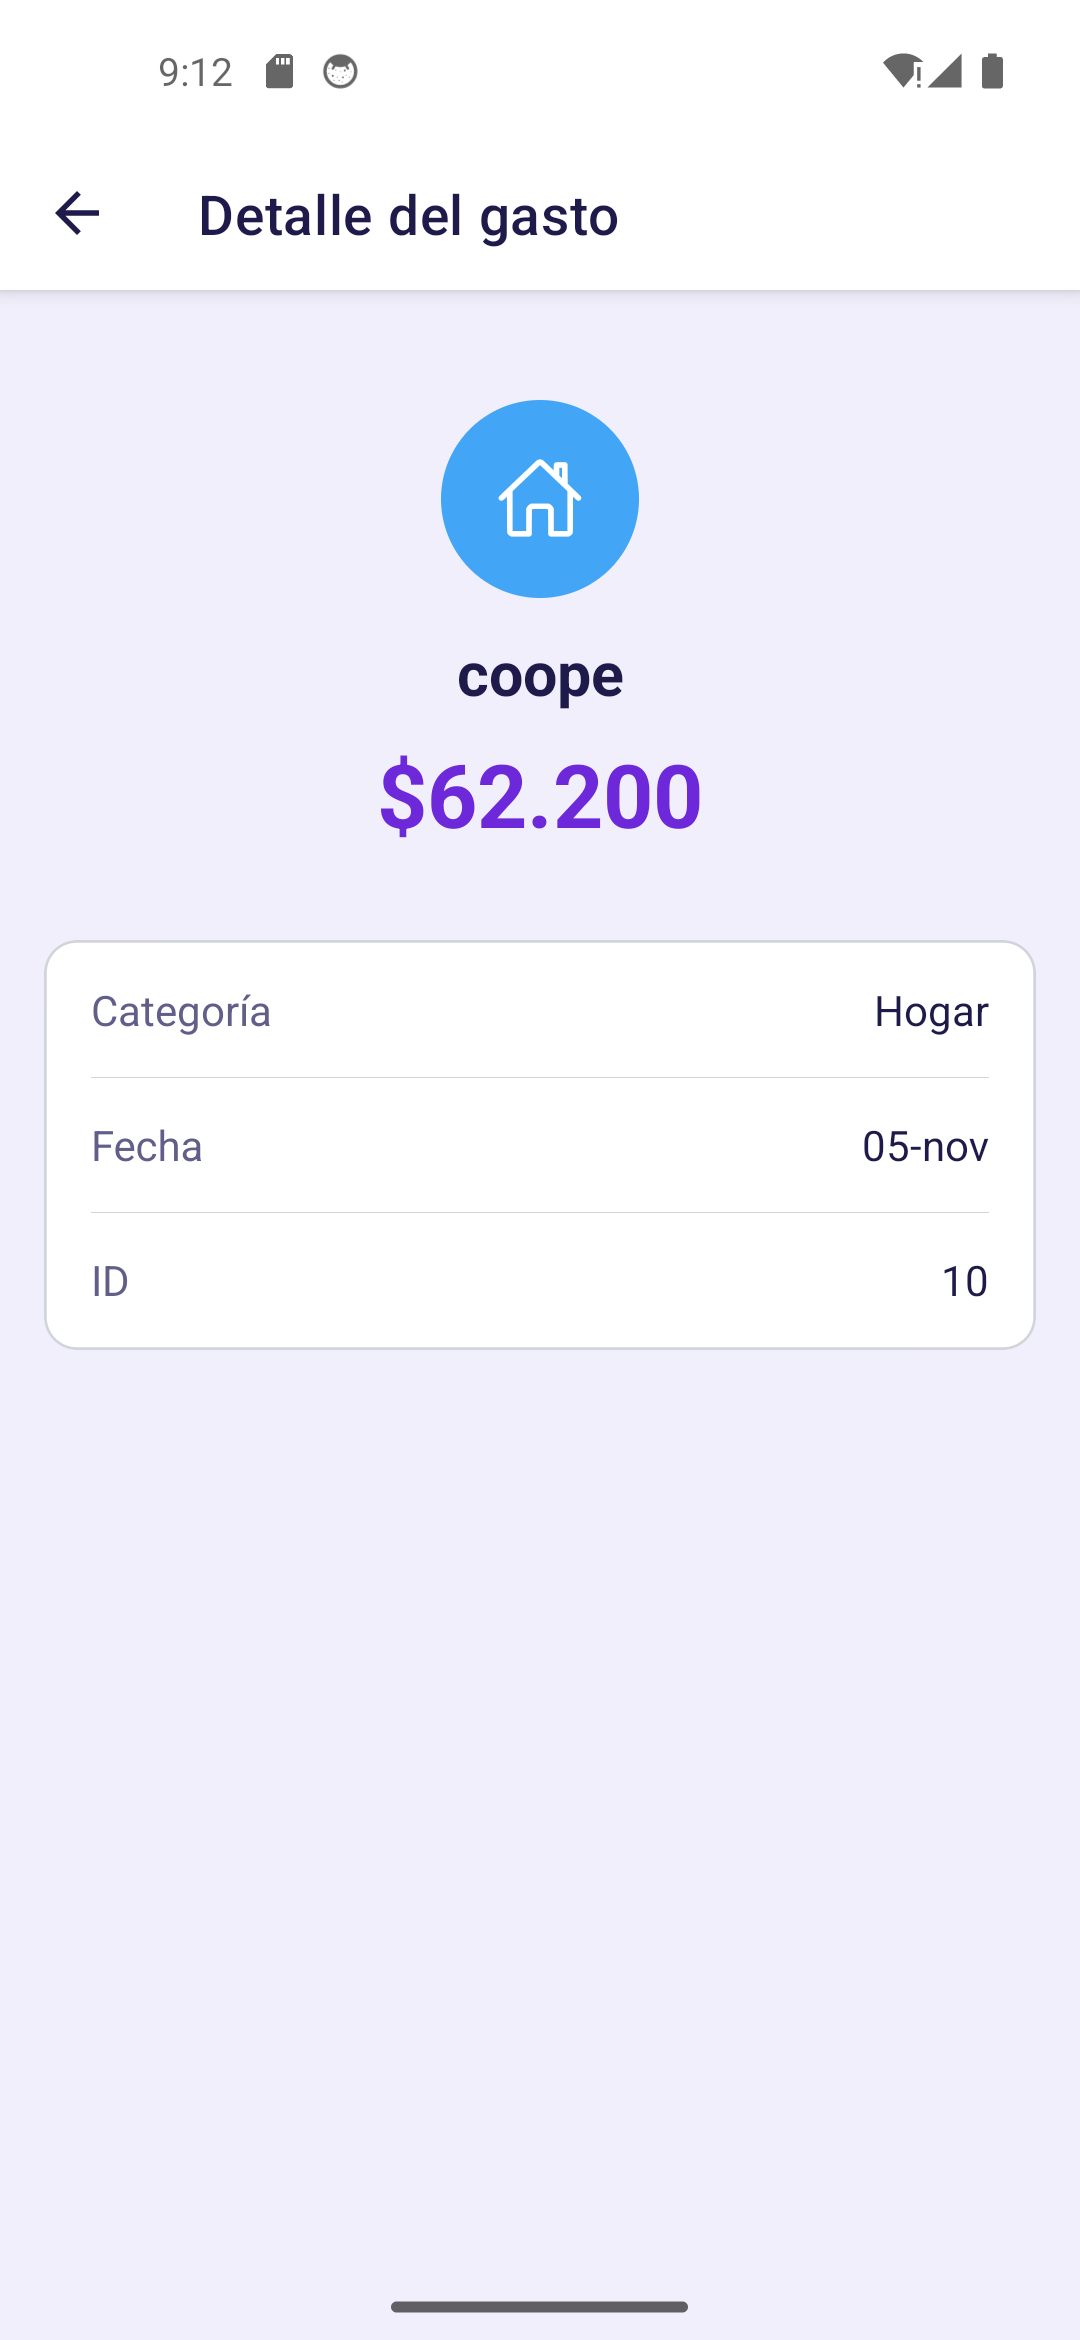 9:12
Detalle del gasto
coope
$62.200
Categoría Hogar
Fecha 05-nov
ID 10